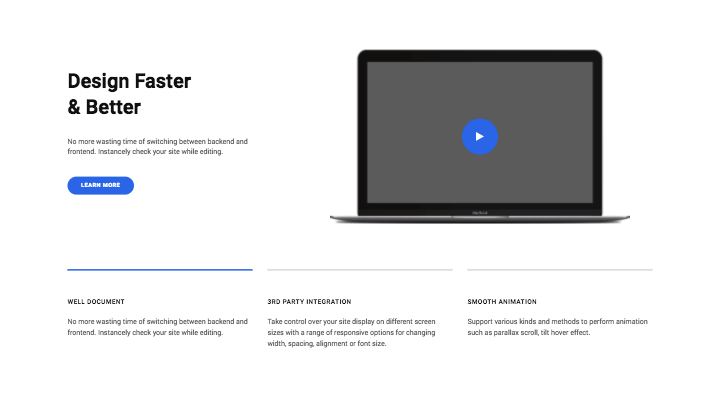 Design Faster
& Better
No more wasting time of switching between backend and
frontend. Instancely check your site while editing.
LEARN MORE
WELL DOCUMENT
No more wasting time of switching between backend and
frontend. Instancely check your site while editing.
3RD PARTY INTEGRATION
Take control over your site display on different screen
sizes with a range of responsive options for changing
width, spacing, alignment or font size.
SMOOTH ANIMATION
Support various kinds and methods to perform animation
such as parallax scroll, tilt hover effect.